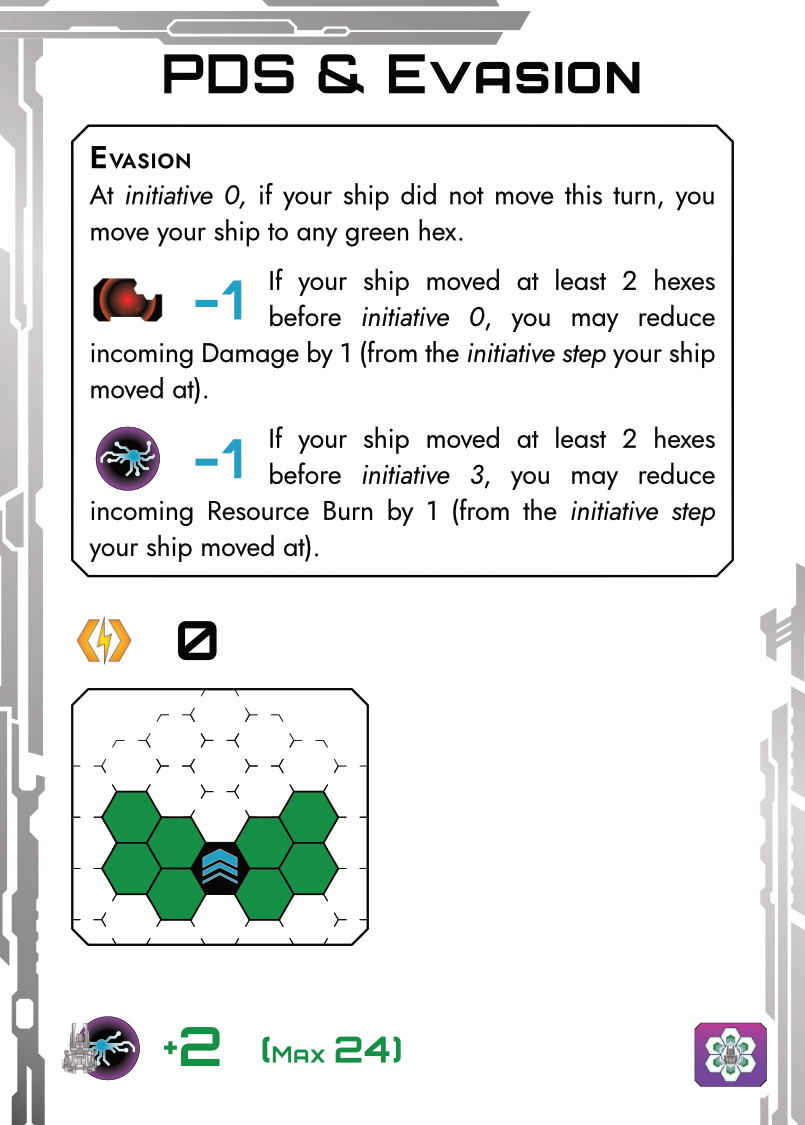 PDS & Evasion
Evasion
At initiative 0, if your ship did not move this turn, you
move your ship to any green hex.
-1 If your ship moved at least 2 hexes
before initiative 0, you may reduce
incoming Damage by 1 (from the initiative step your ship
moved at).
-1 If your ship moved at least 2 hexes
before initiative 3, you may reduce
incoming Resource Burn by 1 (from the initiative step
your ship moved at).
0
+2 (Max 24)